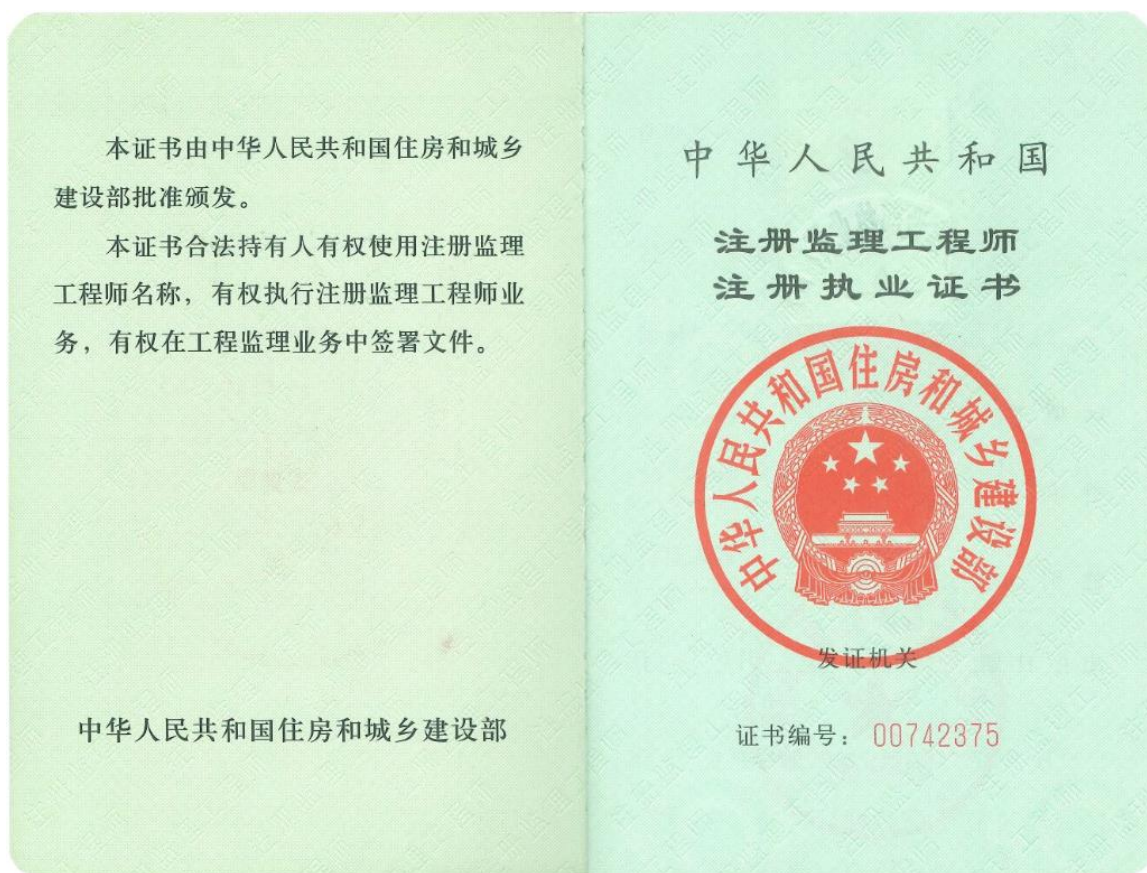 本证书由中华人民共和国住房和城乡
建设部批准颁发。
本证书合法持有人有权使用注册监理
工程师名称，有权执行注册监理工程师业
务，有权在工程监理业务中签署文件。
中华人民共和国住房和城乡建设部
中华人民共和国
注册监理工程师
注册执业证书
中华人民共和国住房和城乡建设部
发证机关
证书编号：00742375